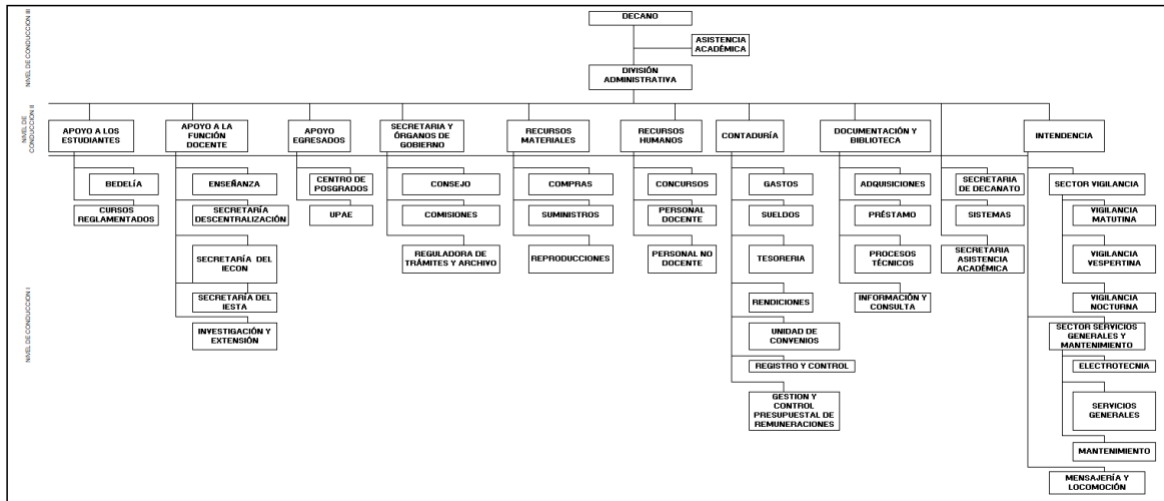 NIVEL DE CONDUCCION III
DECANO
ASISTENCIA
ACADÉMICA
DIVISIÓN
ADMINISTRATIVA
NIVEL DE
CONDUCCION II
APOYO A LOS
ESTUDIANTES
APOYO A LA
FUNCIÓN
DOCENTE
APOYO
EGRESADOS
SECRETARIA Y
ÓRGANOS DE
GOBIERNO
RECURSOS
MATERIALES
RECURSOS
HUMANOS
CONTADURÍA
DOCUMENTACIÓN Y
BIBLIOTECA
INTENDENCIA
NIVEL DE CONDUCCION I
BEDELÍA
CURSOS
REGLAMENTADOS
ENSEÑANZA
SECRETARÍA
DESCENTRALIZACIÓN
SECRETARÍA DEL
IECON
SECRETARÍA DEL
IESTA
INVESTIGACIÓN Y
EXTENSIÓN
CENTRO DE
POSGRADOS
UPAE
CONSEJO
COMISIONES
REGULADORA DE
TRÁMITES Y ARCHIVO
COMPRAS
SUMINISTROS
REPRODUCCIONES
CONCURSOS
PERSONAL
DOCENTE
PERSONAL NO
DOCENTE
GASTOS
SUELDOS
TESORERIA
RENDICIONES
UNIDAD DE
CONVENIOS
REGISTRO Y CONTROL
GESTION Y
CONTROL
PRESUPUESTAL DE
REMUNERACIONES
ADQUISICIONES
PRÉSTAMO
PROCESOS
TÉCNICOS
INFORMACIÓN Y
CONSULTA
SECRETARIA
DE DECANATO
SISTEMAS
SECRETARIA
ASISTENCIA
ACADÉMICA
SECTOR VIGILANCIA
VIGILANCIA
MATUTINA
VIGILANCIA
VESPERTINA
VIGILANCIA
NOCTURNA
SECTOR SERVICIOS
GENERALES Y
MANTENIMIENTO
ELECTROTECNIA
SERVICIOS
GENERALES
MANTENIMIENTO
MENSAJERÍA Y
LOCOMOCIÓN